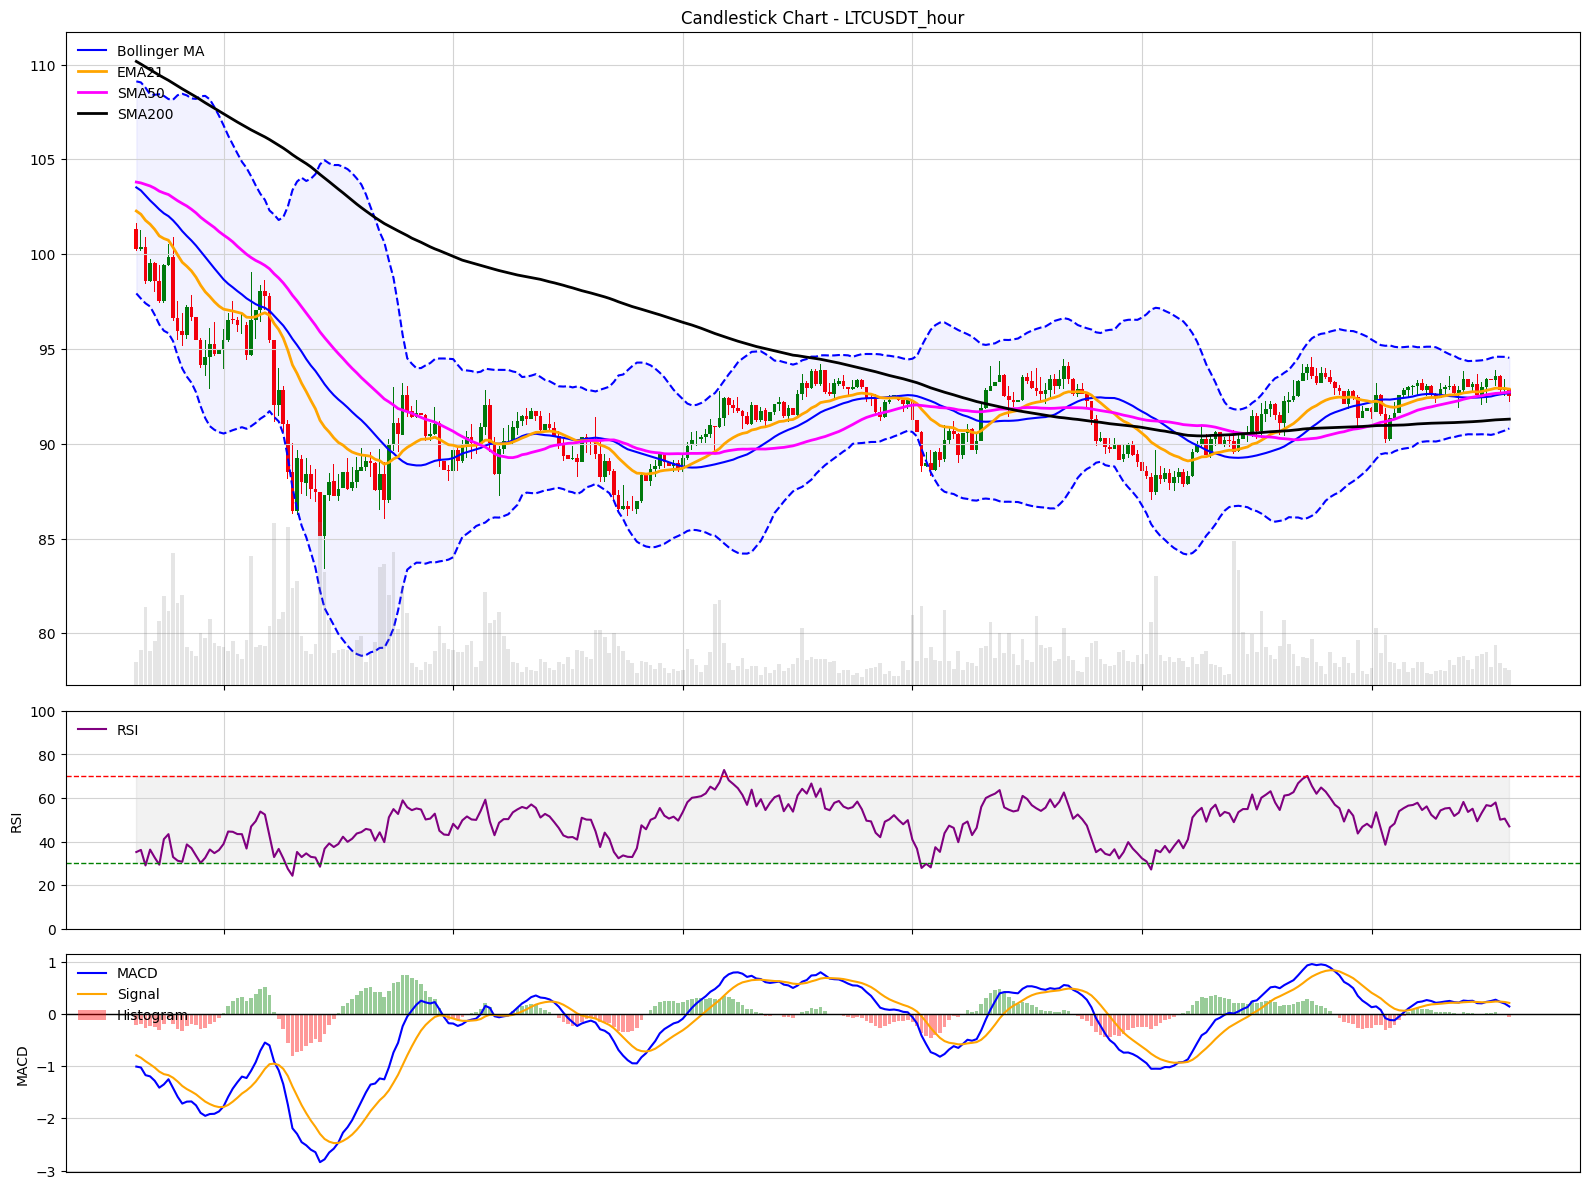 Candlestick Chart - LTCUSDT_hour
Bollinger MA
EMA21
SMA50
SMA200
110
105
100
95
90
85
80
RSI
100
80
60
40
20
0
RSI
MACD
Signal
Histogram
1
0
−1
−2
−3
MACD